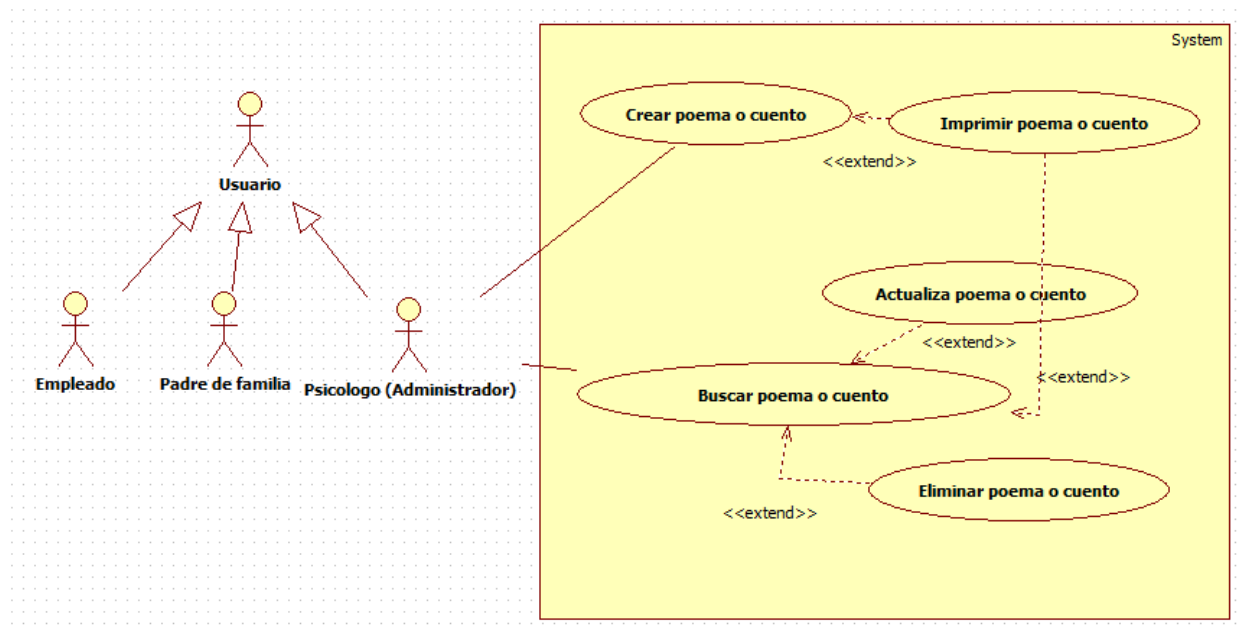 System
Crear poema o cuento
Imprimir poema o cuento
<<extend>>
Usuario
Actualiza poema o cuento
<<extend>>
Empleado
Padre de familia
Psicologo (Administrador)
<<extend>>
Buscar poema o cuento
Eliminar poema o cuento
<<extend>>